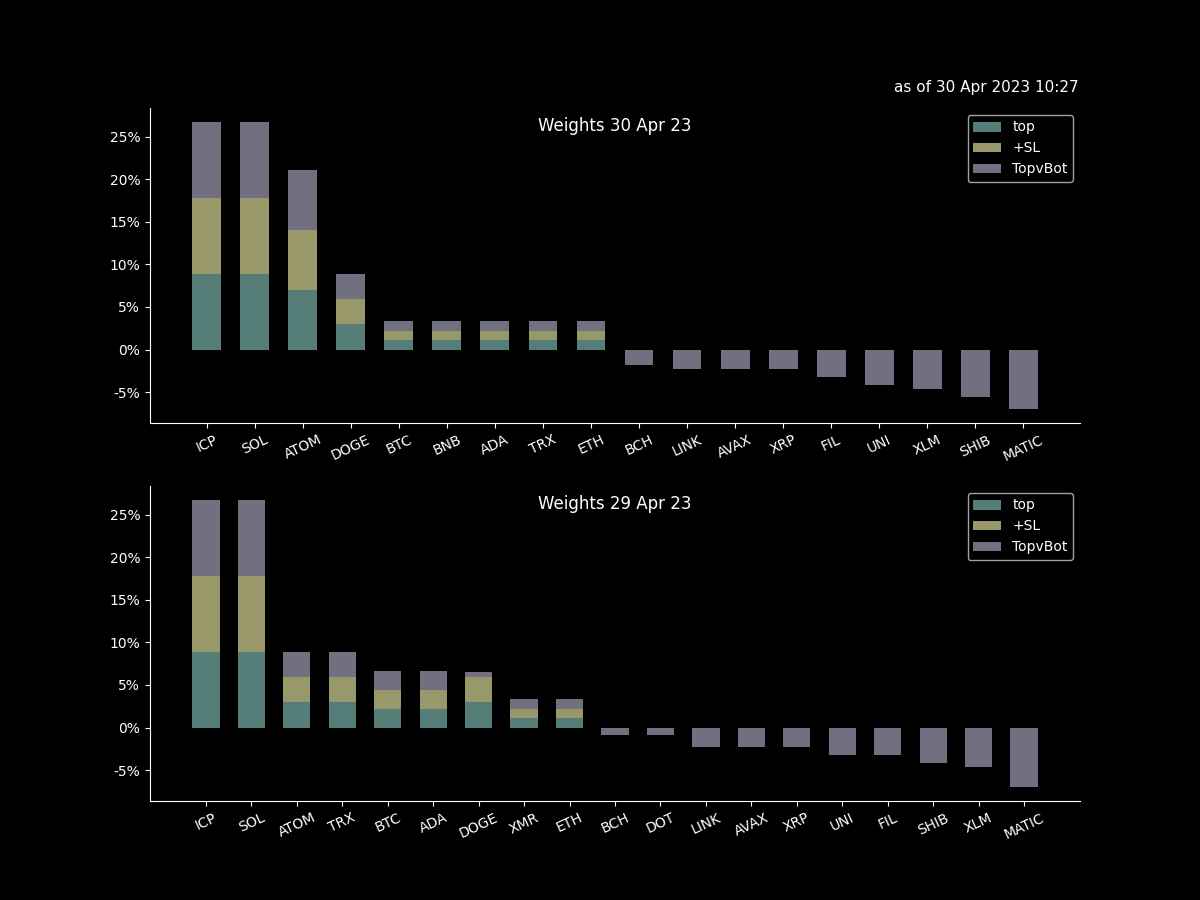 as of 30 Apr 2023 10:27
Weights 30 Apr 23
top
+SL
TopvBot
25%
20%
15%
10%
5%
0%
-5%
ICP SOL ATOM DOGE BTC BNB ADA TRX ETH BCH LINK AVAX XRP FIL UNI XLM SHIB MATIC
Weights 29 Apr 23
top
+SL
TopvBot
25%
20%
15%
10%
5%
0%
-5%
ICP SOL ATOM TRX BTC ADA DOGE XMR ETH BCH DOT LINK AVAX XRP UNI FIL SHIB XLM MATIC